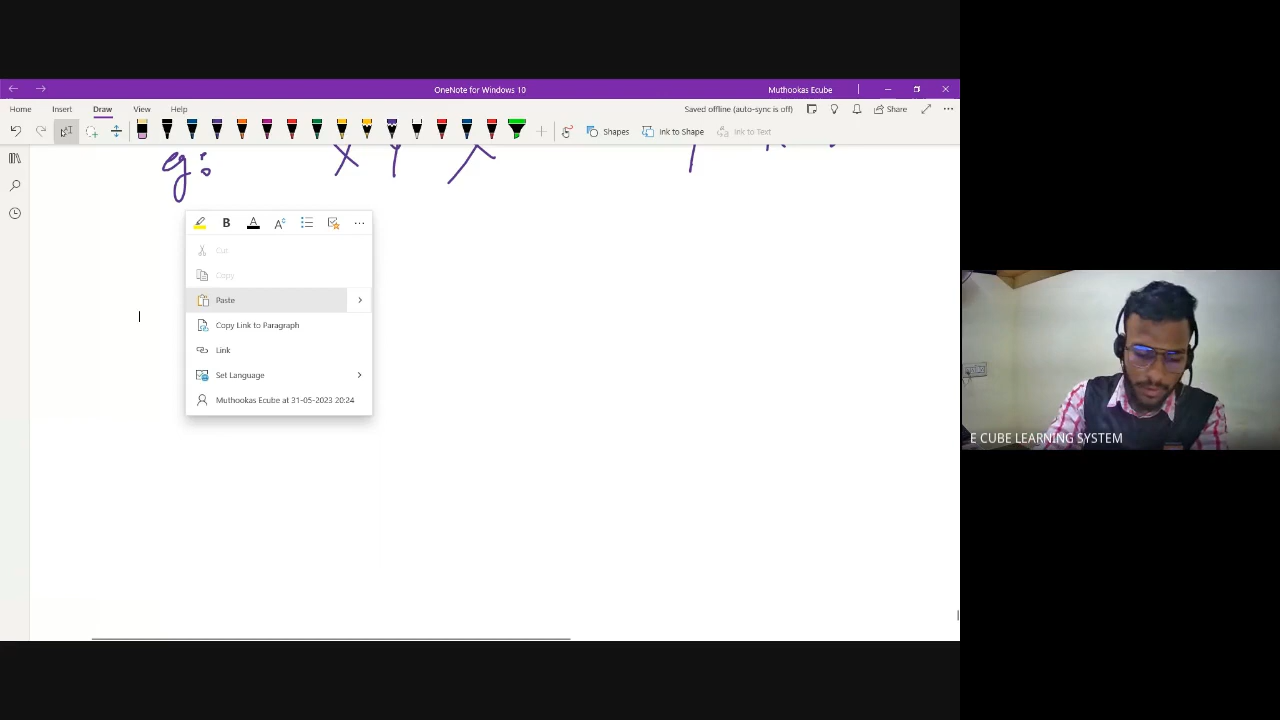 OneNote for Windows 10
Muthookas Ecube
Home Insert Draw View Help
Saved offline (auto-sync is off)
Share
Shapes
Ink to Shape
Ink to Text
eg: X Y
B A
Cut
Copy
Paste
Copy Link to Paragraph
Link
Set Language
Muthookas Ecube at 31-05-2023 20:24
E CUBE LEARNING SYSTEM